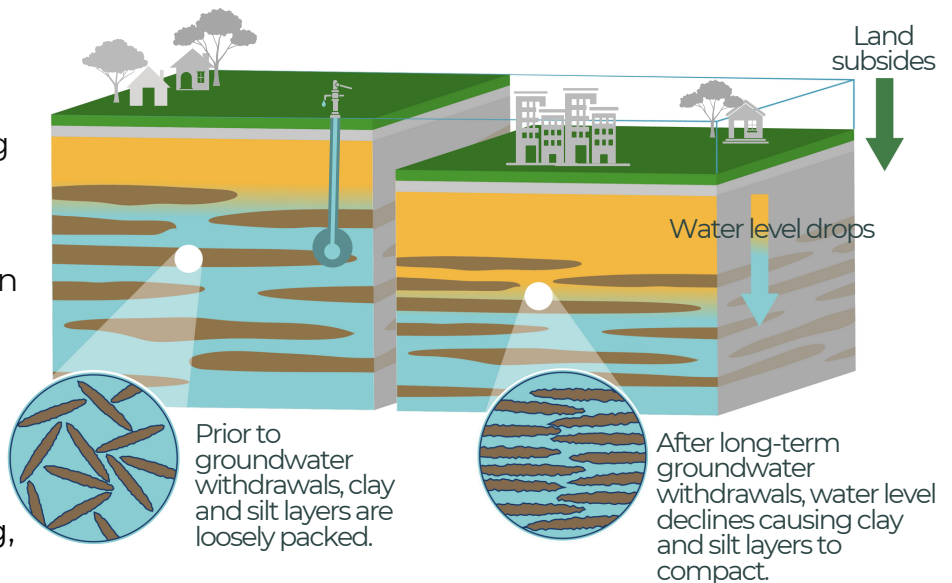 Land
subsides
g
Water level drops
n
Prior to
groundwater
withdrawals, clay
and silt layers are
loosely packed.
After long-term
groundwater
withdrawals, water level
declines causing clay
and silt layers to
compact.
g,